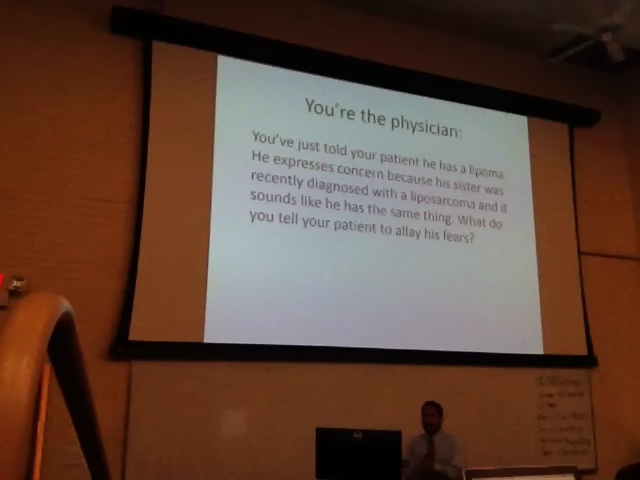 You're the physician:
You've just told your patient he has a lipoma.
He expresses concern because his sister was
recently diagnosed with a liposarcoma and it
sounds like he has the same thing. What do
you tell your patient to allay his fears?